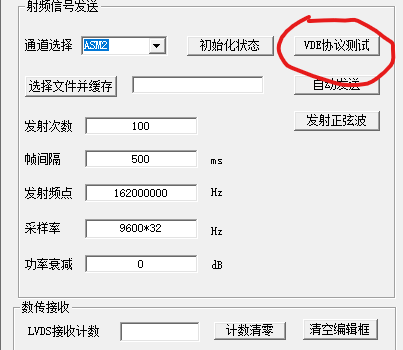 射频信号发送
通道选择 ASM2 初始化状态 VDE协议测试
选择文件并缓存 自动发送
发射次数 100 发射正弦波
帧间隔 500 ms
发射频点 162000000 Hz
采样率 9600*32 Hz
功率衰减 0 dB
数传接收
LVDS接收计数 计数清零 清空编辑框